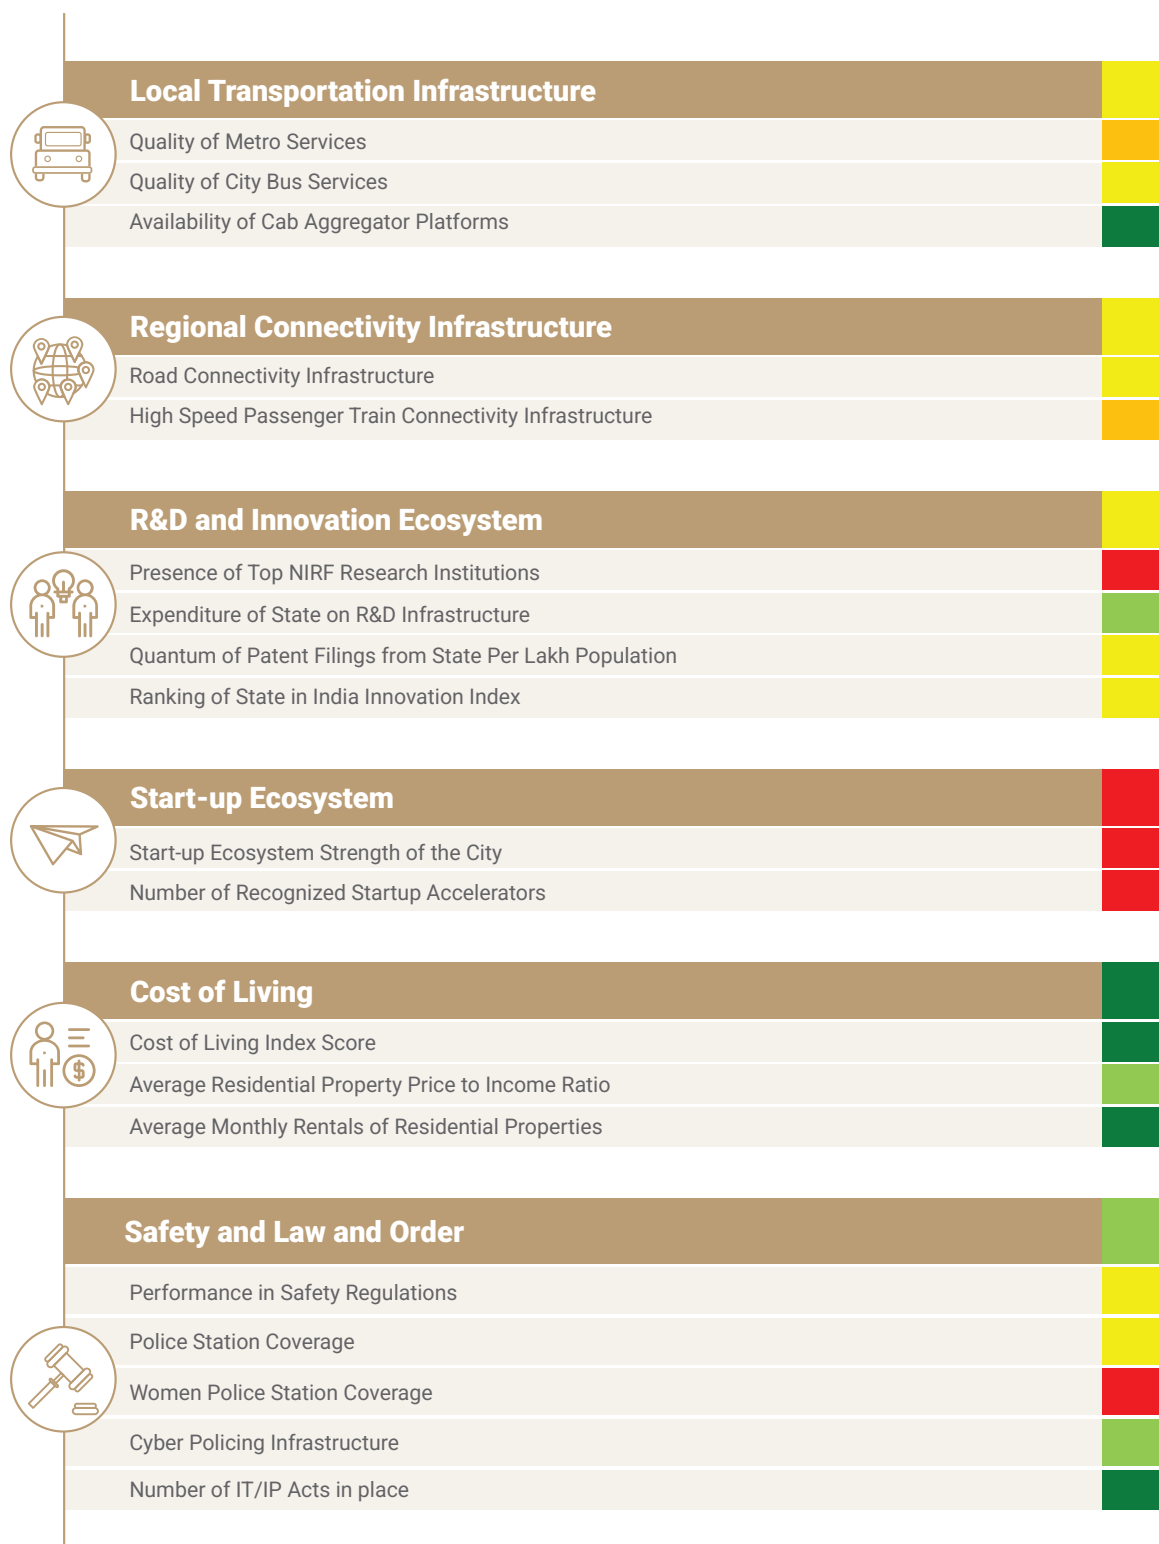 Local Transportation Infrastructure
Quality of Metro Services
Quality of City Bus Services
Availability of Cab Aggregator Platforms
Regional Connectivity Infrastructure
Road Connectivity Infrastructure
High Speed Passenger Train Connectivity Infrastructure
R&D and Innovation Ecosystem
Presence of Top NIRF Research Institutions
Expenditure of State on R&D Infrastructure
Quantum of Patent Filings from State Per Lakh Population
Ranking of State in India Innovation Index
Start-up Ecosystem
Start-up Ecosystem Strength of the City
Number of Recognized Startup Accelerators
Cost of Living
Cost of Living Index Score
Average Residential Property Price to Income Ratio
Average Monthly Rentals of Residential Properties
$
Safety and Law and Order
Performance in Safety Regulations
Police Station Coverage
Women Police Station Coverage
Cyber Policing Infrastructure
Number of IT/IP Acts in place